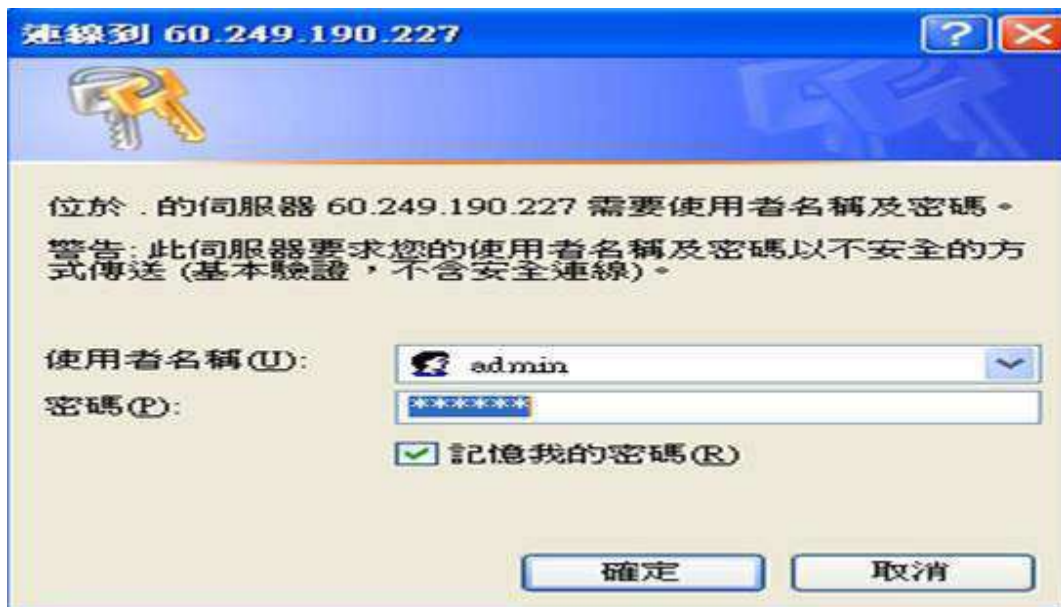 連線到 60.249.190.227
位於 . 的伺服器 60.249.190.227 需要使用者名稱及密碼。
警告: 此伺服器要求您的使用者名稱及密碼以不安全的方
式傳送 (基本驗證，不含安全連線)。
使用者名稱(U):
admin
密碼(P):
******
記憶我的密碼(R)
確定
取消